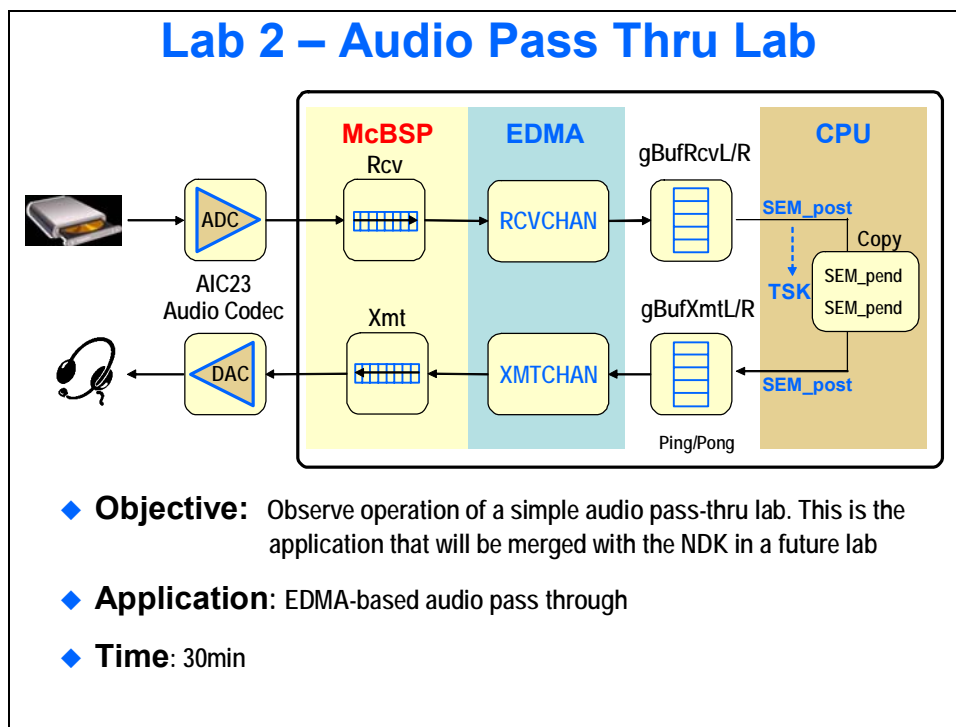 Lab 2 – Audio Pass Thru Lab
McBSP
EDMA
CPU
Rcv
gBufRcvL/R
ADC
RCVCHAN
SEM_post
Copy
TSK
SEM_pend
SEM_pend
AIC23
Audio Codec
Xmt
gBufXmtL/R
DAC
XMTCHAN
SEM_post
Ping/Pong
◆ Objective: Observe operation of a simple audio pass-thru lab. This is the
application that will be merged with the NDK in a future lab
◆ Application: EDMA-based audio pass through
◆ Time: 30min